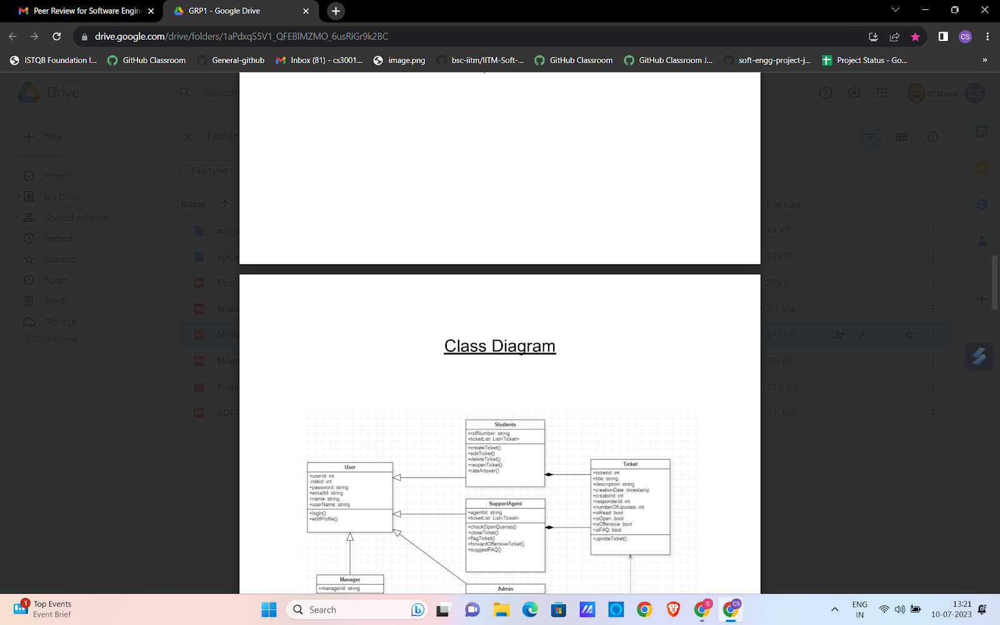 Peer Review for Software Engin
GRP1 - Google Drive
drive.google.com/drive/folders/1aPdxqS5V1_QFEBlMZMO_6usRiGr9k2BC
CS
ISTQB Foundation l...
GitHub Classroom
General-github
Inbox (81) - cs3001...
image.png
bsc-iitm/IITM-Soft-...
GitHub Classroom
GitHub Classroom J...
soft-engg-project-j...
Project Status - Go...
»
Drive
Search
IIT Madras
CS
New
1 selec
File type
Priority
My Drive
Shared with me
Recent
Starred
Spam
Trash
Storage
632.3 MB used
Name
File size
api_v
44 KB
api_v
53 KB
Final
289 KB
Miles
2.4 MB
Miles
592 KB
Miles
915 KB
Proje
23.8 MB
SOFT
4.6 MB
Class Diagram
Students
+rollNumber: string
+ticketList: List<Ticket>
+createTicket()
+editTicket()
+deleteTicket()
+reopenTicket()
+rateAnswer()
User
+userId: int
-roleId: int
+password: string
+emailId: string
+name: string
+userName: string
+login()
+editProfile()
Ticket
+ticketId: int
+title: string
+description: string
+creationDate: timestamp
+creatorId: int
+responderId: int
+numberOfUpvotes: int
+isRead: bool
+isOpen: bool
+isOffensive: bool
+isFAQ: bool
+upvoteTicket()
SupportAgent
+agentId: string
+ticketList: List<Ticket>
+checkOpenQueries()
+closeTicket()
+flagTicket()
+forwardOffensiveTicket()
+suggestFAQ()
Manager
+managerId: string
Admin
1
Top Events
Event Brief
Search
S
CS
ENG
IN
13:21
10-07-2023